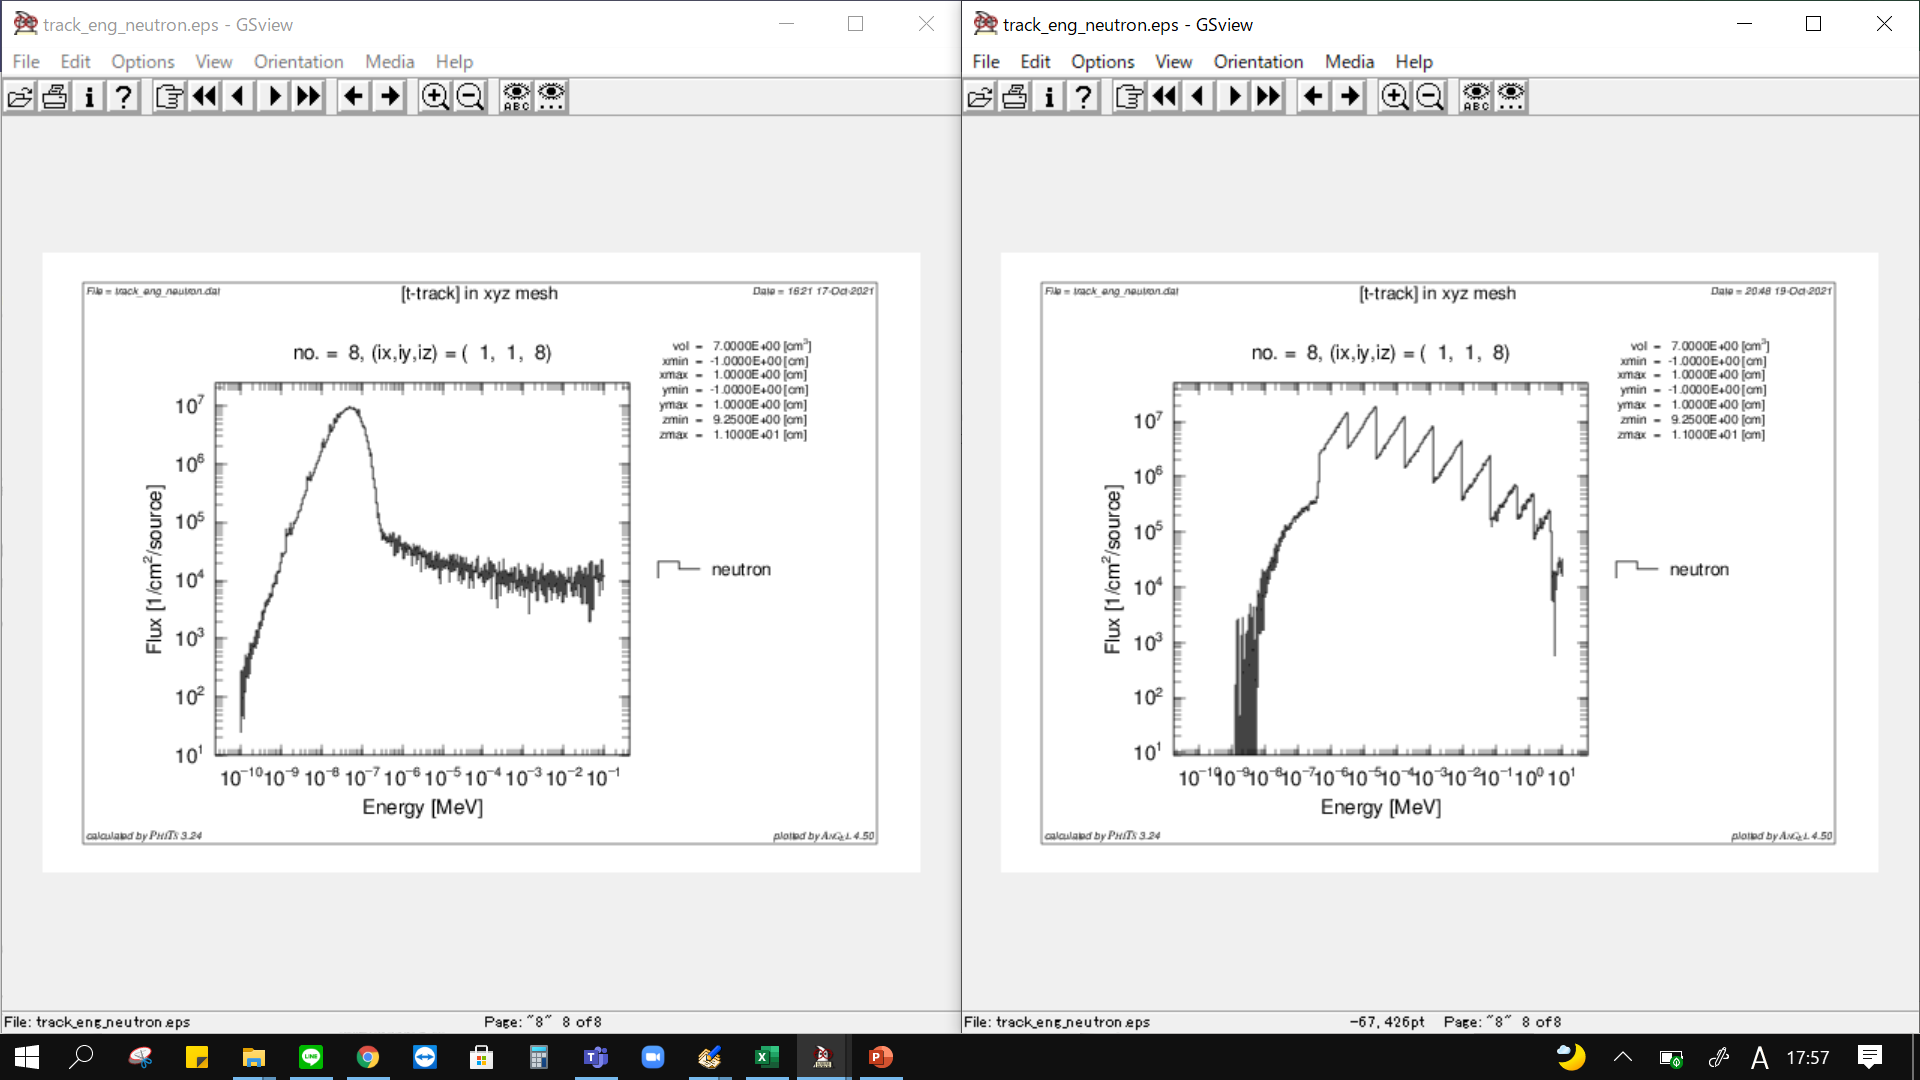 track_eng_neutron.eps - GSview
File Edit Options View Orientation Media Help
ABC
File = track_eng_neutron.dat
[t-track] in xyz mesh
Date = 16:21 17-Oct-2021
no. = 8, (ix,iy,iz) = ( 1, 1, 8)
vol = 7.0000E+00 [cm³]
xmin = -1.0000E+00 [cm]
xmax = 1.0000E+00 [cm]
ymin = -1.0000E+00 [cm]
ymax = 1.0000E+00 [cm]
zmin = 9.2500E+00 [cm]
zmax = 1.1000E+01 [cm]
10⁷
10⁶
10⁵
10⁴
10³
10²
10¹
Flux [1/cm²/source]
neutron
10⁻¹⁰ 10⁻⁹ 10⁻⁸ 10⁻⁷ 10⁻⁶ 10⁻⁵ 10⁻⁴ 10⁻³ 10⁻² 10⁻¹
Energy [MeV]
calculated by PHITS 3.24
plotted by ANGEL 4.50
File: track_eng_neutron.eps
Page: "8" 8 of 8
track_eng_neutron.eps - GSview
File Edit Options View Orientation Media Help
ABC
File = track_eng_neutron.dat
[t-track] in xyz mesh
Date = 20:48 19-Oct-2021
no. = 8, (ix,iy,iz) = ( 1, 1, 8)
vol = 7.0000E+00 [cm³]
xmin = -1.0000E+00 [cm]
xmax = 1.0000E+00 [cm]
ymin = -1.0000E+00 [cm]
ymax = 1.0000E+00 [cm]
zmin = 9.2500E+00 [cm]
zmax = 1.1000E+01 [cm]
10⁷
10⁶
10⁵
10⁴
10³
10²
10¹
Flux [1/cm²/source]
neutron
10⁻¹⁰ 10⁻⁹ 10⁻⁸ 10⁻⁷ 10⁻⁶ 10⁻⁵ 10⁻⁴ 10⁻³ 10⁻² 10⁻¹ 10⁰ 10¹
Energy [MeV]
calculated by PHITS 3.24
plotted by ANGEL 4.50
File: track_eng_neutron.eps
-67, 426pt Page: "8" 8 of 8
LINE
A 17:57